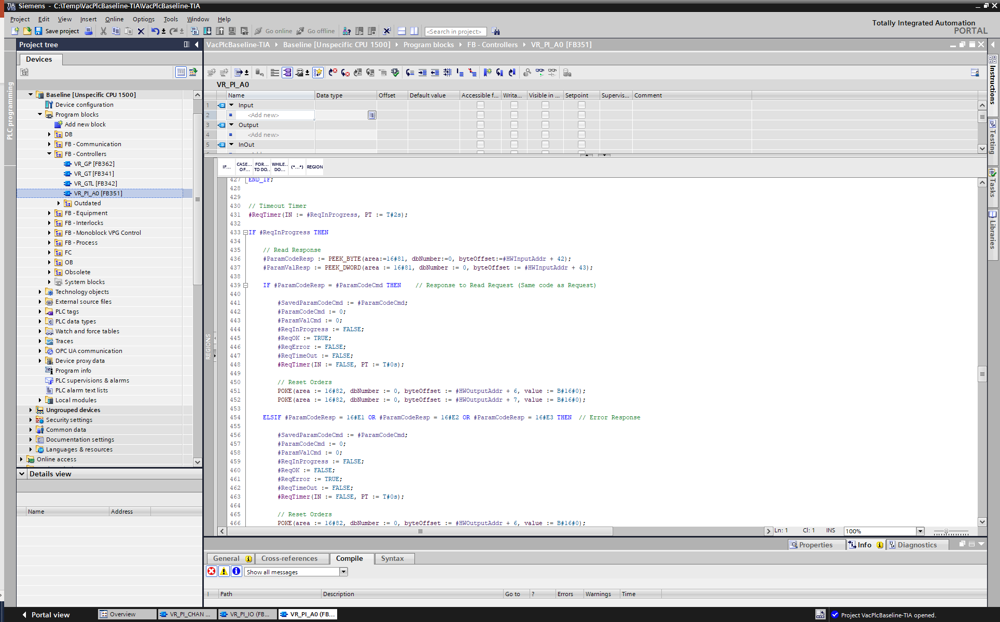 Siemens - C:\Temp\VacPlcBaseline-TIA\VacPlcBaseline-TIA
Project Edit View Insert Online Options Tools Window Help
Totally Integrated Automation
PORTAL
Save project Go online Go offline <Search in project>
Project tree
VacPlcBaseline-TIA Baseline [Unspecific CPU 1500] Program blocks FB - Controllers VR_PI_A0 [FB351]
Devices
PLC programming
Baseline [Unspecific CPU 1500]
Device configuration
Program blocks
Add new block
DB
FB - Communication
FB - Controllers
VR_GP [FB362]
VR_GT [FB341]
VR_GTL [FB342]
VR_PI_A0 [FB351]
Outdated
FB - Equipment
FB - Interlocks
FB - Monoblock VPG Control
FB - Process
FC
OB
Obsolete
System blocks
Technology objects
External source files
PLC tags
PLC data types
Watch and force tables
Traces
OPC UA communication
Device proxy data
Program info
PLC supervisions & alarms
PLC alarm text lists
Local modules
Ungrouped devices
Security settings
Common data
Documentation settings
Languages & resources
Online access
Details view
Name Address
VR_PI_A0
Name Data type Offset Default value Accessible f... Writa... Visible in ... Setpoint Supervis... Comment
1 Input
2 <Add new>
3 Output
4 <Add new>
5 InOut
IF... CASE... OF... FOR... TO DO.. WHILE.. DO... (*...*) REGION
REGIONS
427 END_IF;
428
429
430 // Timeout Timer
431 #ReqTimer(IN := #ReqInProgress, PT := T#2s);
432
433 IF #ReqInProgress THEN
434
435 // Read Response
436 #ParamCodeResp := PEEK_BYTE(area:=16#81, dbNumber:=0, byteOffset:=#HWInputAddr + 42);
437 #ParamValResp := PEEK_DWORD(area := 16#81, dbNumber := 0, byteOffset := #HWInputAddr + 43);
438
439 IF #ParamCodeResp = #ParamCodeCmd THEN // Response to Read Request (Same code as Request)
440
441 #SavedParamCodeCmd := #ParamCodeCmd;
442 #ParamCodeCmd := 0;
443 #ParamValCmd := 0;
444 #ReqInProgress := FALSE;
445 #ReqOK := TRUE;
446 #ReqError := FALSE;
447 #ReqTimeOut := FALSE;
448 #ReqTimer(IN := FALSE, PT := T#0s);
449
450 // Reset Orders
451 POKE(area := 16#82, dbNumber := 0, byteOffset := #HWOutputAddr + 6, value := B#16#0);
452 POKE(area := 16#82, dbNumber := 0, byteOffset := #HWOutputAddr + 7, value := B#16#0);
453
454 ELSIF #ParamCodeResp = 16#E1 OR #ParamCodeResp = 16#E2 OR #ParamCodeResp = 16#E3 THEN // Error Response
455
456 #SavedParamCodeCmd := #ParamCodeCmd;
457 #ParamCodeCmd := 0;
458 #ParamValCmd := 0;
459 #ReqInProgress := FALSE;
460 #ReqOK := FALSE;
461 #ReqError := TRUE;
462 #ReqTimeOut := FALSE;
463 #ReqTimer(IN := FALSE, PT := T#0s);
464
465 // Reset Orders
466 POKE(area := 16#82, dbNumber := 0, byteOffset := #HWOutputAddr + 6, value := B#16#0);
Ln: 1 Cl: 1 INS 100%
Properties Info Diagnostics
General Cross-references Compile Syntax
Show all messages
! Path Description Go to ? Errors Warnings Time
Instructions
Testing
Tasks
Libraries
Portal view Overview VR_PI_CHAN ... VR_PI_IO (FB... VR_PI_A0 (FB... Project VacPlcBaseline-TIA opened.